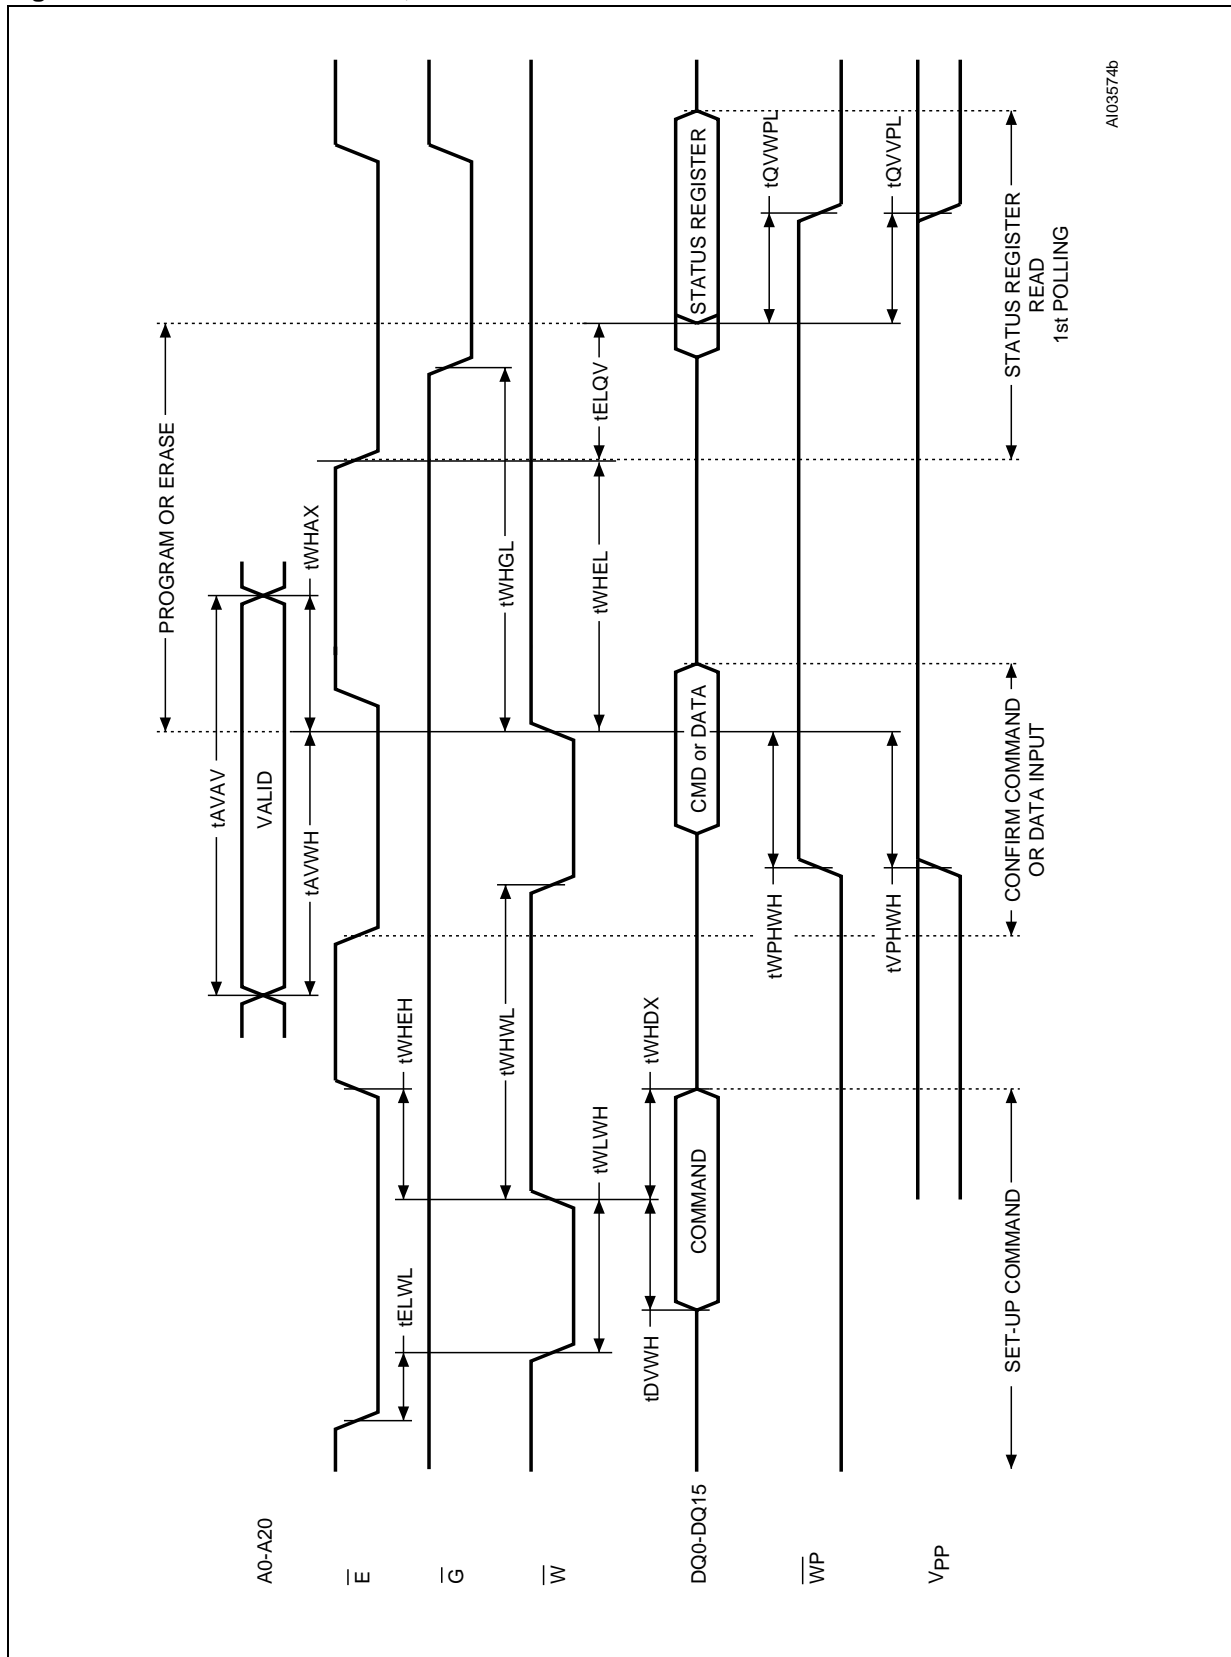 A0-A20
VALID
tAVAV
tAVWH
tWHAX
PROGRAM OR ERASE
E
tELWL
tWHEH
G
tWHWL
tWHGL
W
tWLWH
tWHEL
tELQV
tDVWH
tWHDX
DQ0-DQ15
COMMAND
CMD or DATA
STATUS REGISTER
WP
tWPHWH
tQVWPL
VPP
tVPHWH
tQVVPL
SET-UP COMMAND
CONFIRM COMMAND
OR DATA INPUT
STATUS REGISTER
READ
1st POLLING
AI03574b